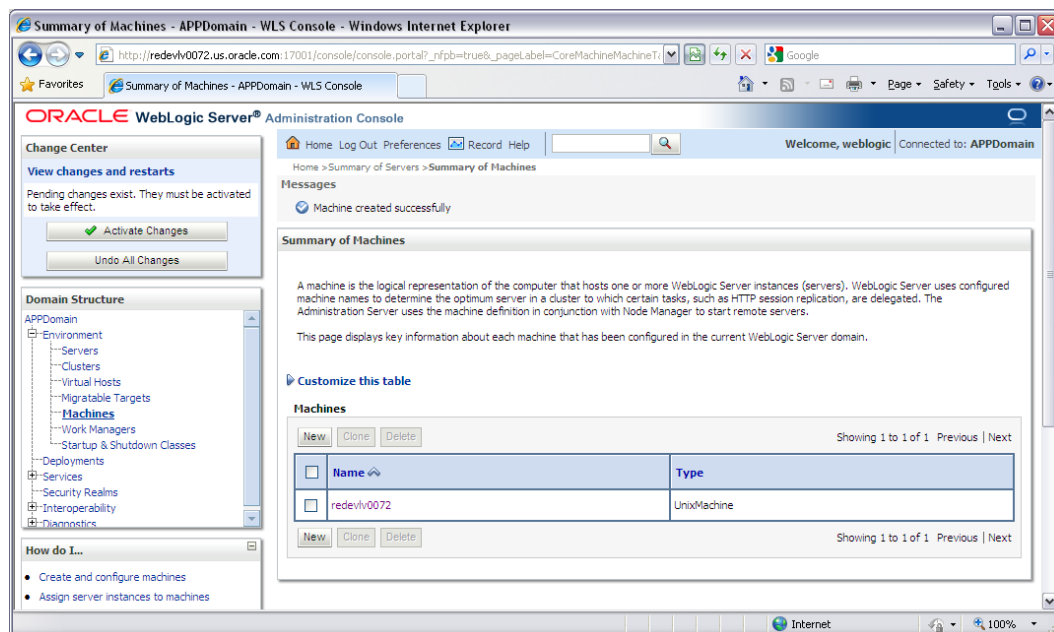 Summary of Machines - APPDomain - WLS Console - Windows Internet Explorer
http://redevlv0072.us.oracle.com:17001/console/console.portal?_nfpb=true&_pageLabel=CoreMachineMachineTa
Google
Favorites
Summary of Machines - APPDomain - WLS Console
Page
Safety
Tools
ORACLE WebLogic Server® Administration Console
Change Center
View changes and restarts
Pending changes exist. They must be activated
to take effect.
Activate Changes
Undo All Changes
Domain Structure
APPDomain
Environment
Servers
Clusters
Virtual Hosts
Migratable Targets
Machines
Work Managers
Startup & Shutdown Classes
Deployments
Services
Security Realms
Interoperability
Diagnostics
How do I...
Create and configure machines
Assign server instances to machines
Home Log Out Preferences Record Help
Welcome, weblogic Connected to: APPDomain
Home >Summary of Servers >Summary of Machines
Messages
Machine created successfully
Summary of Machines
A machine is the logical representation of the computer that hosts one or more WebLogic Server instances (servers). WebLogic Server uses configured
machine names to determine the optimum server in a cluster to which certain tasks, such as HTTP session replication, are delegated. The
Administration Server uses the machine definition in conjunction with Node Manager to start remote servers.
This page displays key information about each machine that has been configured in the current WebLogic Server domain.
Customize this table
Machines
New Clone Delete Showing 1 to 1 of 1 Previous | Next
Name Type
redevlv0072 UnixMachine
New Clone Delete Showing 1 to 1 of 1 Previous | Next
Internet 100%